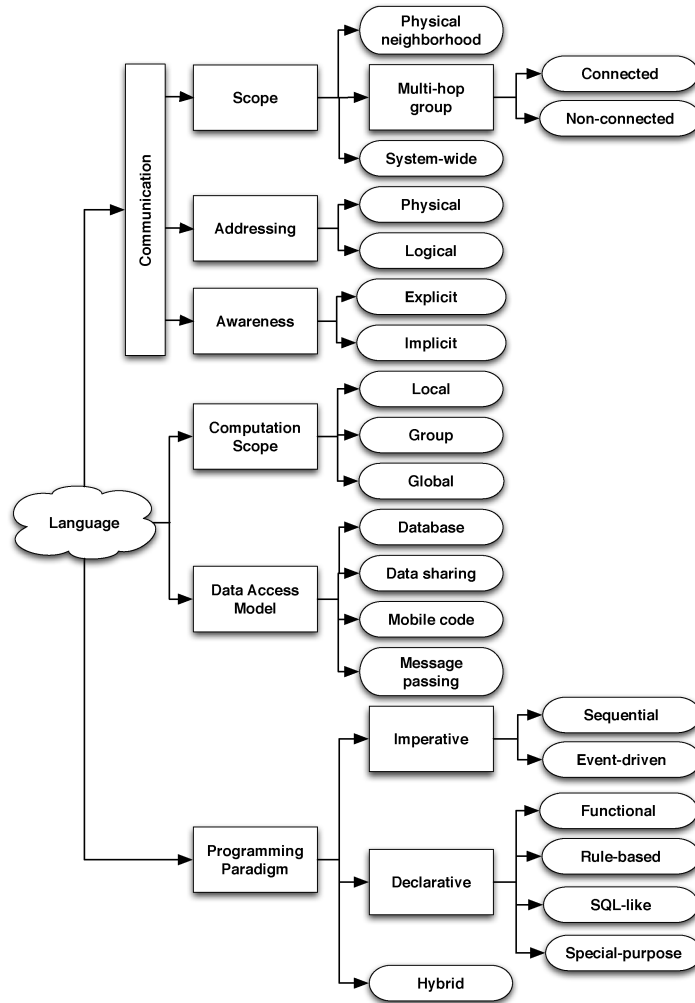 Physical
neighborhood
Scope
Multi-hop
group
Connected
Non-connected
System-wide
Communication
Addressing
Physical
Logical
Awareness
Explicit
Implicit
Computation
Scope
Local
Group
Global
Language
Data Access
Model
Database
Data sharing
Mobile code
Message
passing
Programming
Paradigm
Imperative
Sequential
Event-driven
Declarative
Functional
Rule-based
SQL-like
Special-purpose
Hybrid